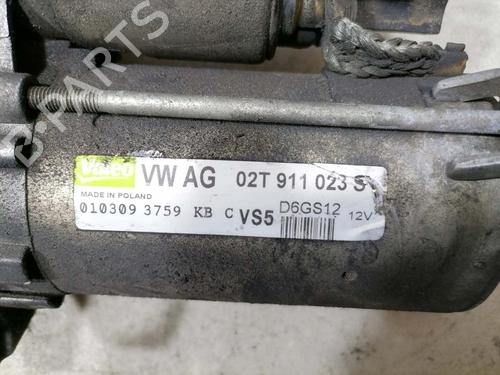 B-PARTS
Valeo VW AG 02T 911 023 S
MADE IN POLAND
010309 3759 KB C VS5 D6GS12 12V